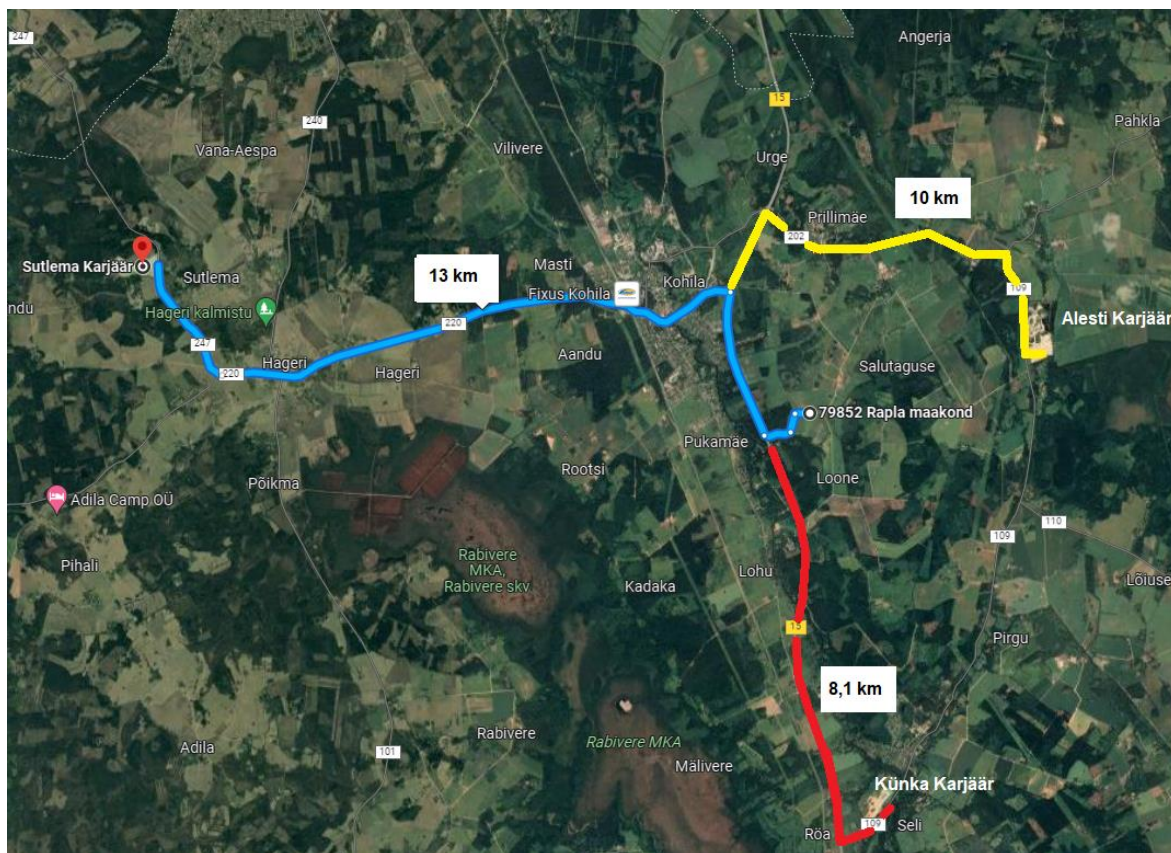 247
Angerja
15
Pahkla
240
Vana-Aespa
Vilivere
Urge
10 km
Prillimäe
202
Sutlema Karjäär
Sutlema
13 km
Masti
Kohila
Fixus Kohila
109
ndu
Hageri kalmistu
Alesti Karjäär
220
247
Aandu
Hageri
Hageri
220
Salutaguse
79852 Rapla maakond
Pukamäe
Rootsi
Loone
Põikma
Adila Camp OÜ
110
109
Pihali
Rabivere
MKA,
Rabivere skv
Kadaka
Lohu
Lõiuse
15
Pirgu
8,1 km
Rabivere
Rabivere MKA
Adila
101
Mälivere
Künka Karjäär
Röa
109
Seli